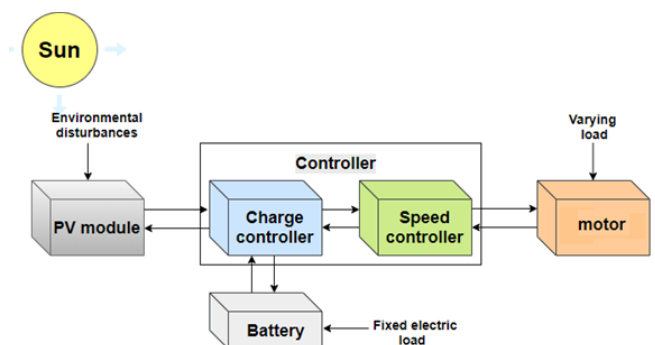 Sun
Environmental
disturbances
Varying
load
Controller
PV module
Charge
controller
Speed
controller
motor
Battery
Fixed electric
load